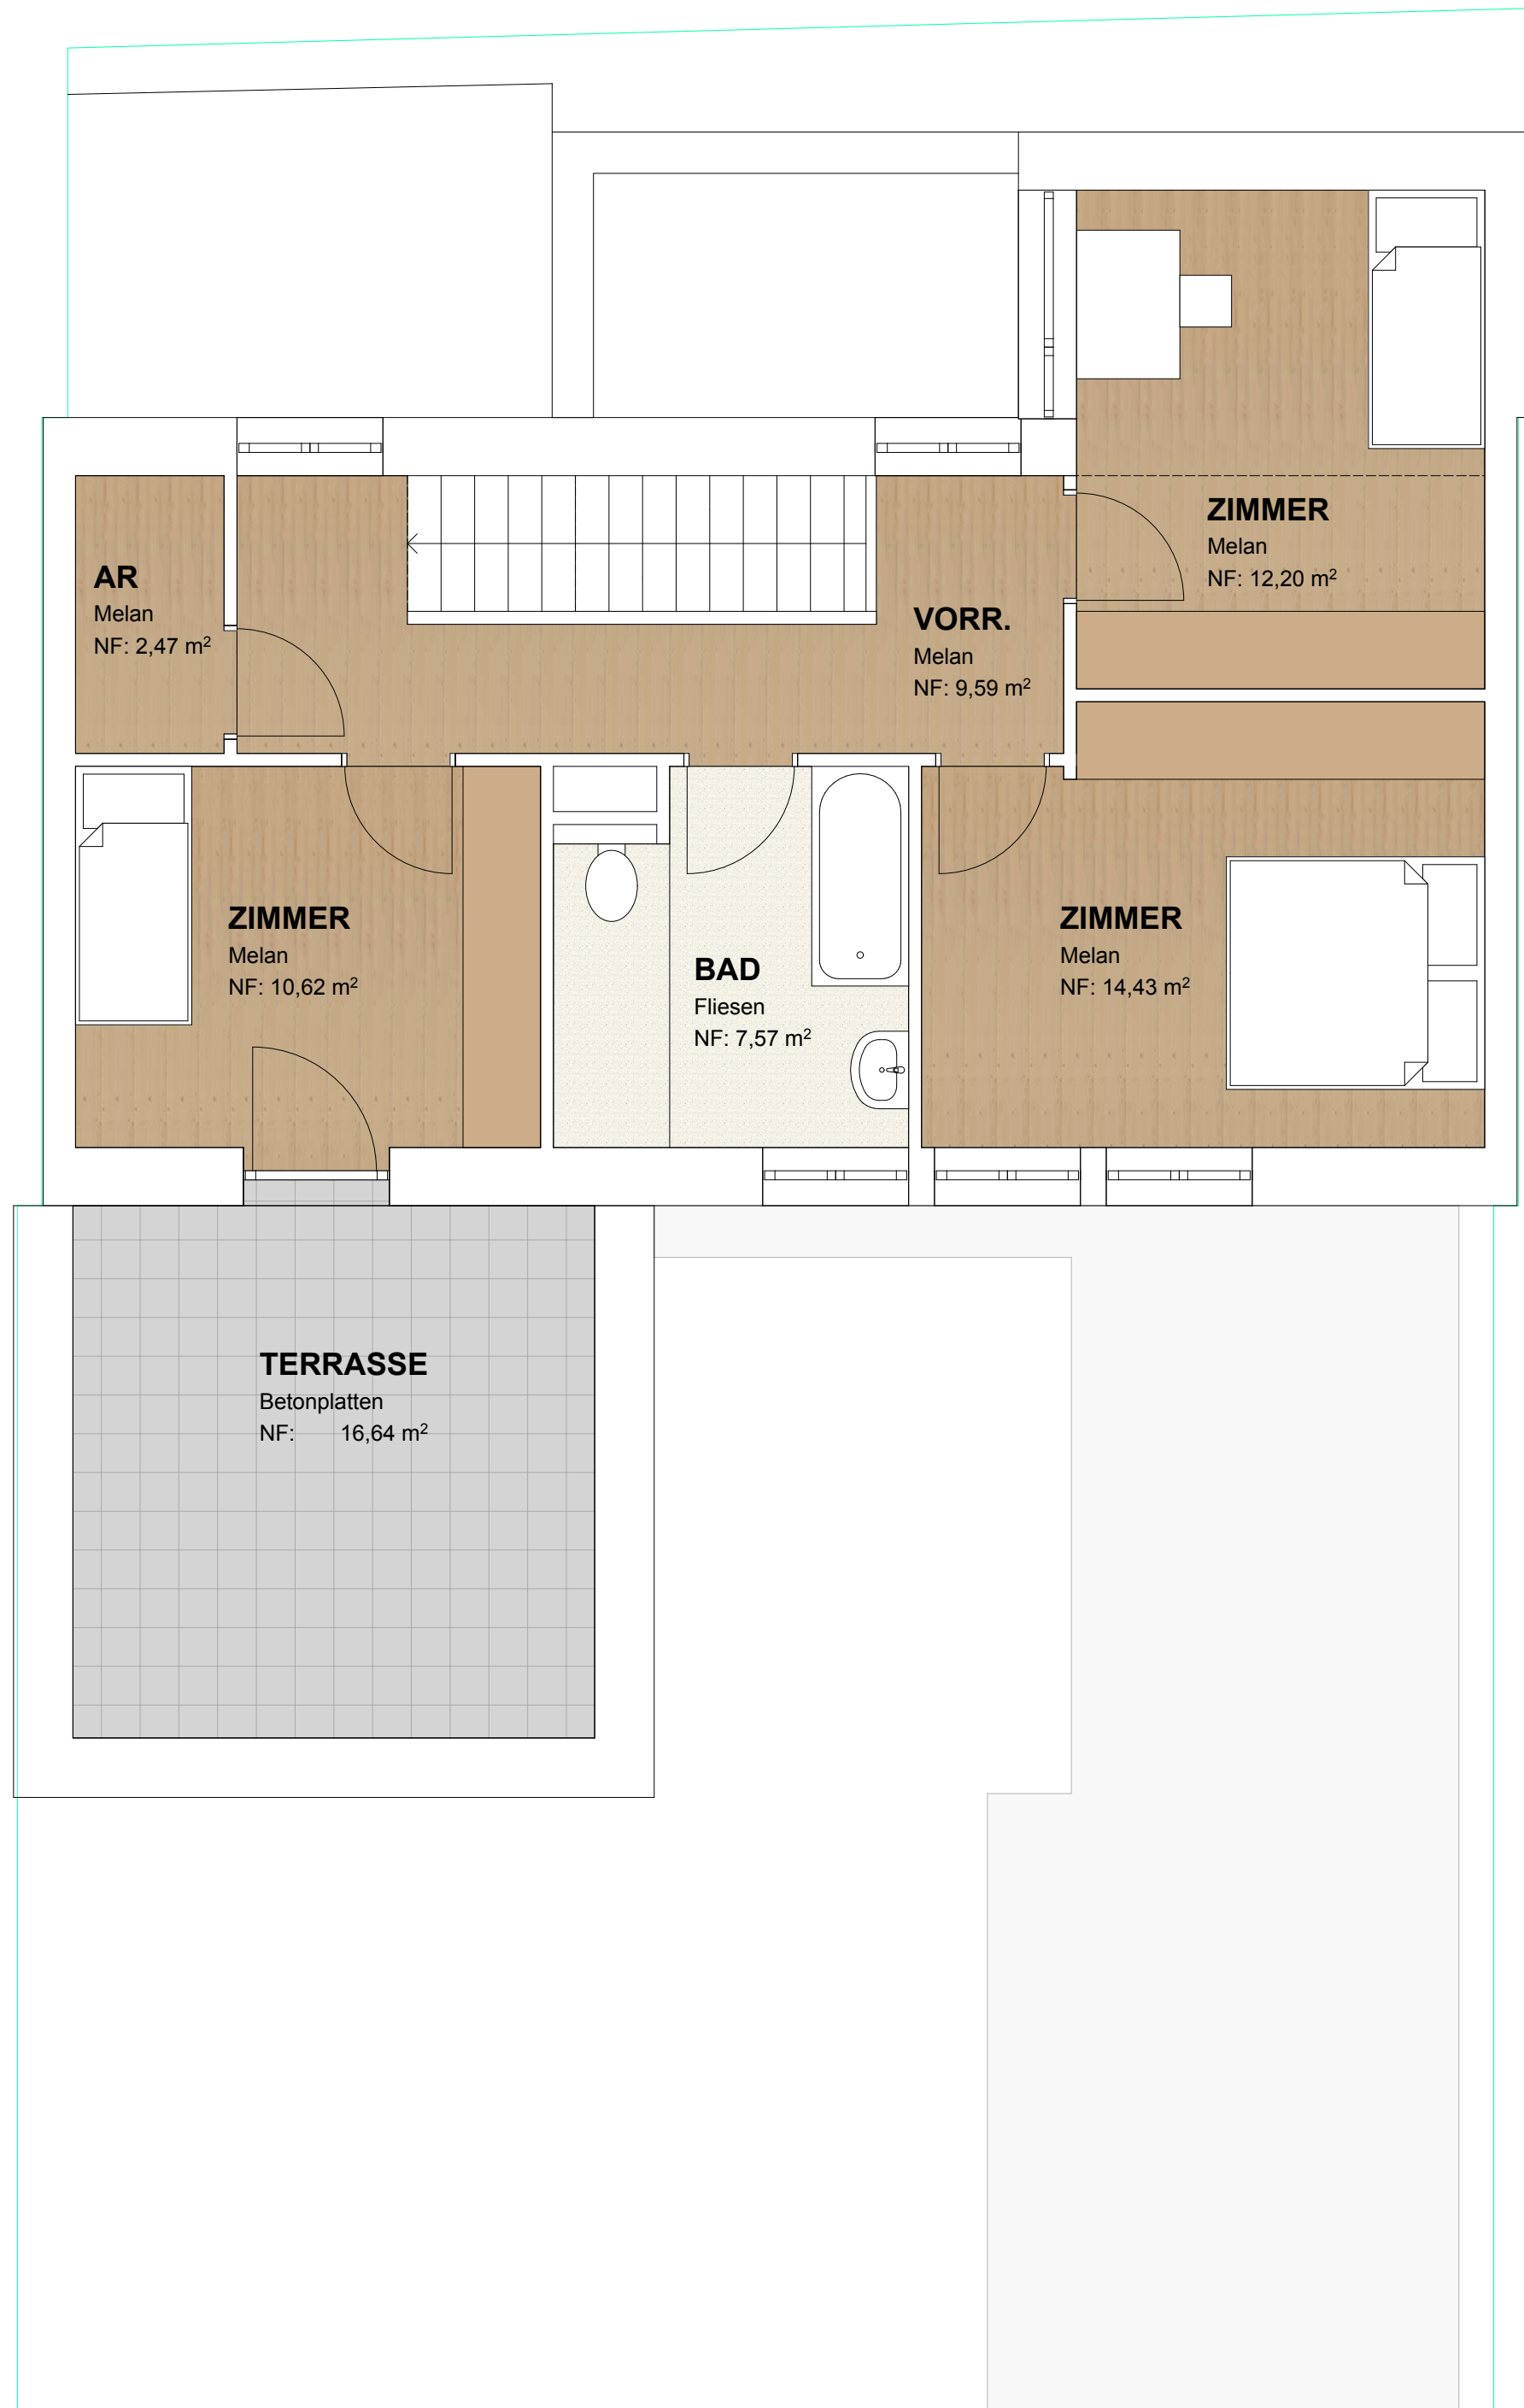 ZIMMER
Melan
NF: 12,20 m²
AR
Melan
NF: 2,47 m²
VORR.
Melan
NF: 9,59 m²
ZIMMER
Melan
NF: 10,62 m²
BAD
Fliesen
NF: 7,57 m²
ZIMMER
Melan
NF: 14,43 m²
TERRASSE
Betonplatten
NF: 16,64 m²